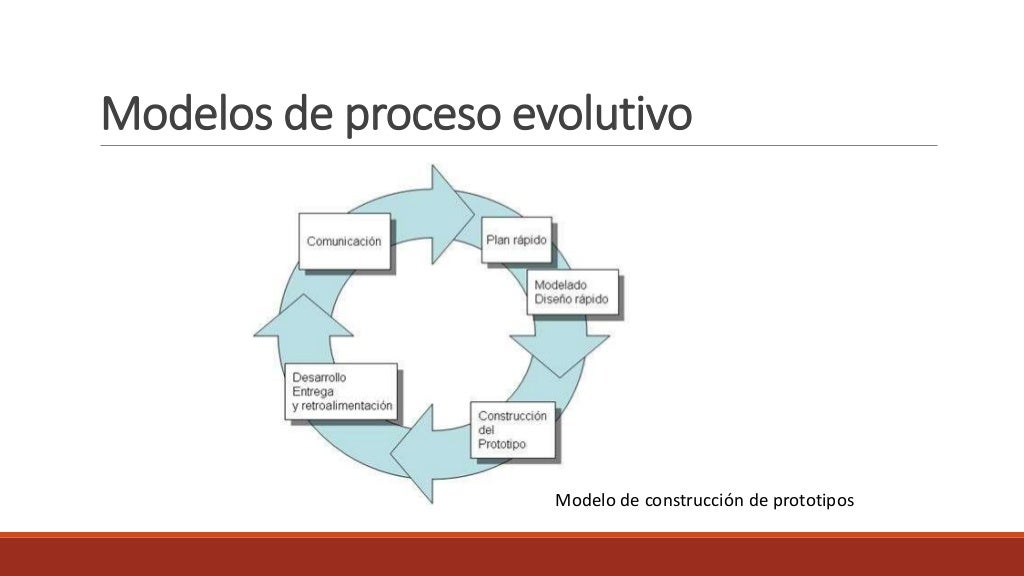 Modelos de proceso evolutivo
Comunicación
Plan rápido
Modelado
Diseño rápido
Construcción
del
Prototipo
Desarrollo
Entrega
y retroalimentación
Modelo de construcción de prototipos